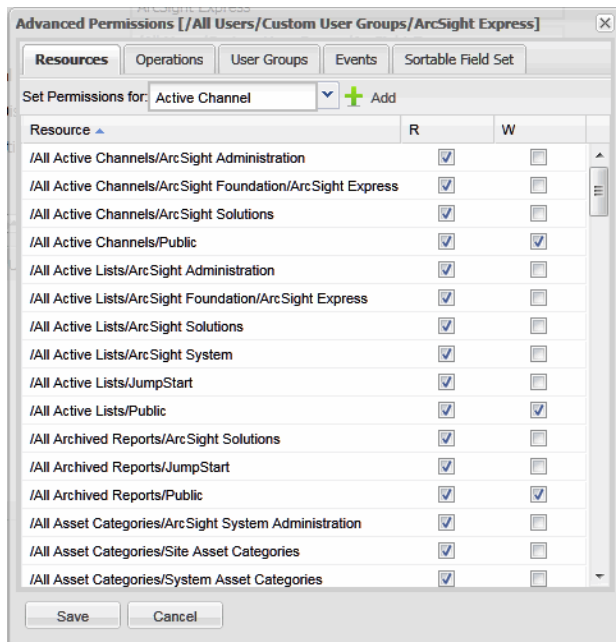 ArcSight Express
Advanced Permissions [/All Users/Custom User Groups/ArcSight Express]
Resources Operations User Groups Events Sortable Field Set
Set Permissions for: Active Channel Add
Resource R W
/All Active Channels/ArcSight Administration
/All Active Channels/ArcSight Foundation/ArcSight Express
/All Active Channels/ArcSight Solutions
/All Active Channels/Public
/All Active Lists/ArcSight Administration
/All Active Lists/ArcSight Foundation/ArcSight Express
/All Active Lists/ArcSight Solutions
/All Active Lists/ArcSight System
/All Active Lists/JumpStart
/All Active Lists/Public
/All Archived Reports/ArcSight Solutions
/All Archived Reports/JumpStart
/All Archived Reports/Public
/All Asset Categories/ArcSight System Administration
/All Asset Categories/Site Asset Categories
/All Asset Categories/System Asset Categories
Save Cancel